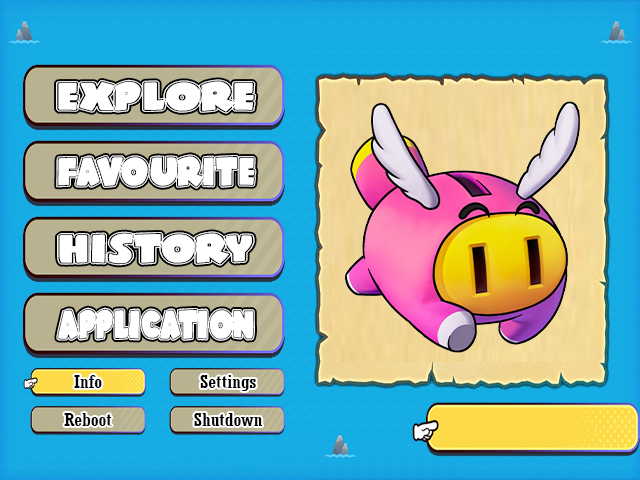 EXPLORE
FAVOURITE
HISTORY
APPLICATION
Info
Settings
Reboot
Shutdown